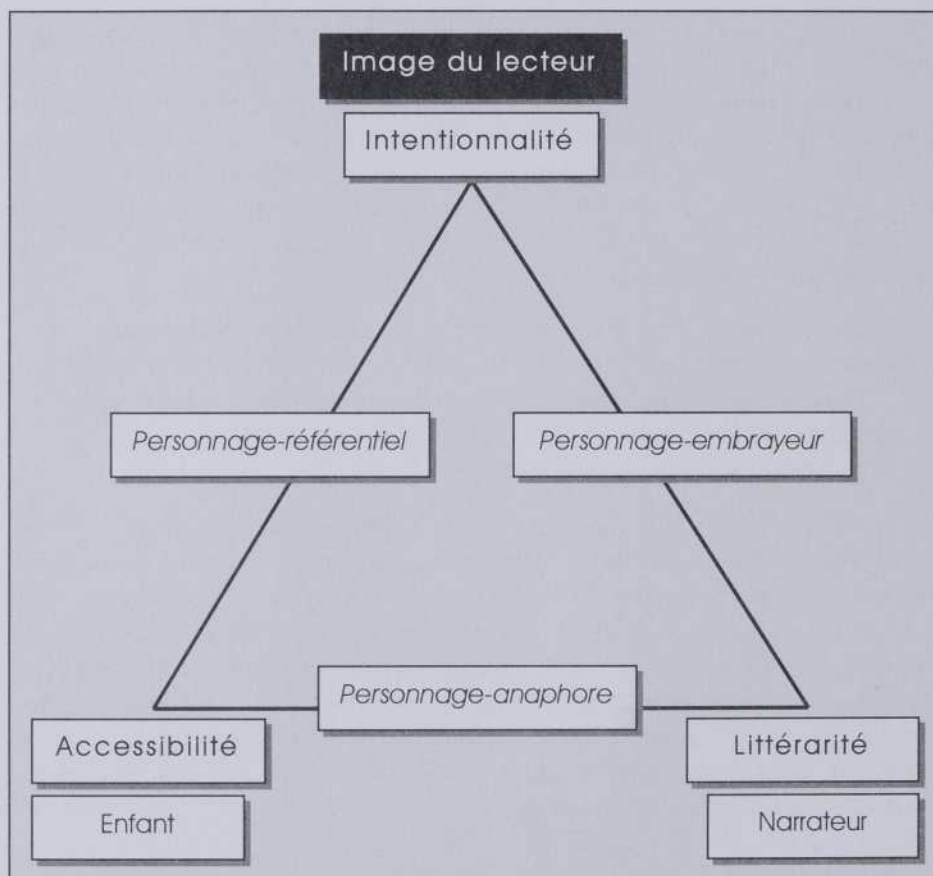 Image du lecteur
Intentionnalité
Personnage-référentiel
Personnage-embrayeur
Personnage-anaphore
Accessibilité
Littérarité
Enfant
Narrateur